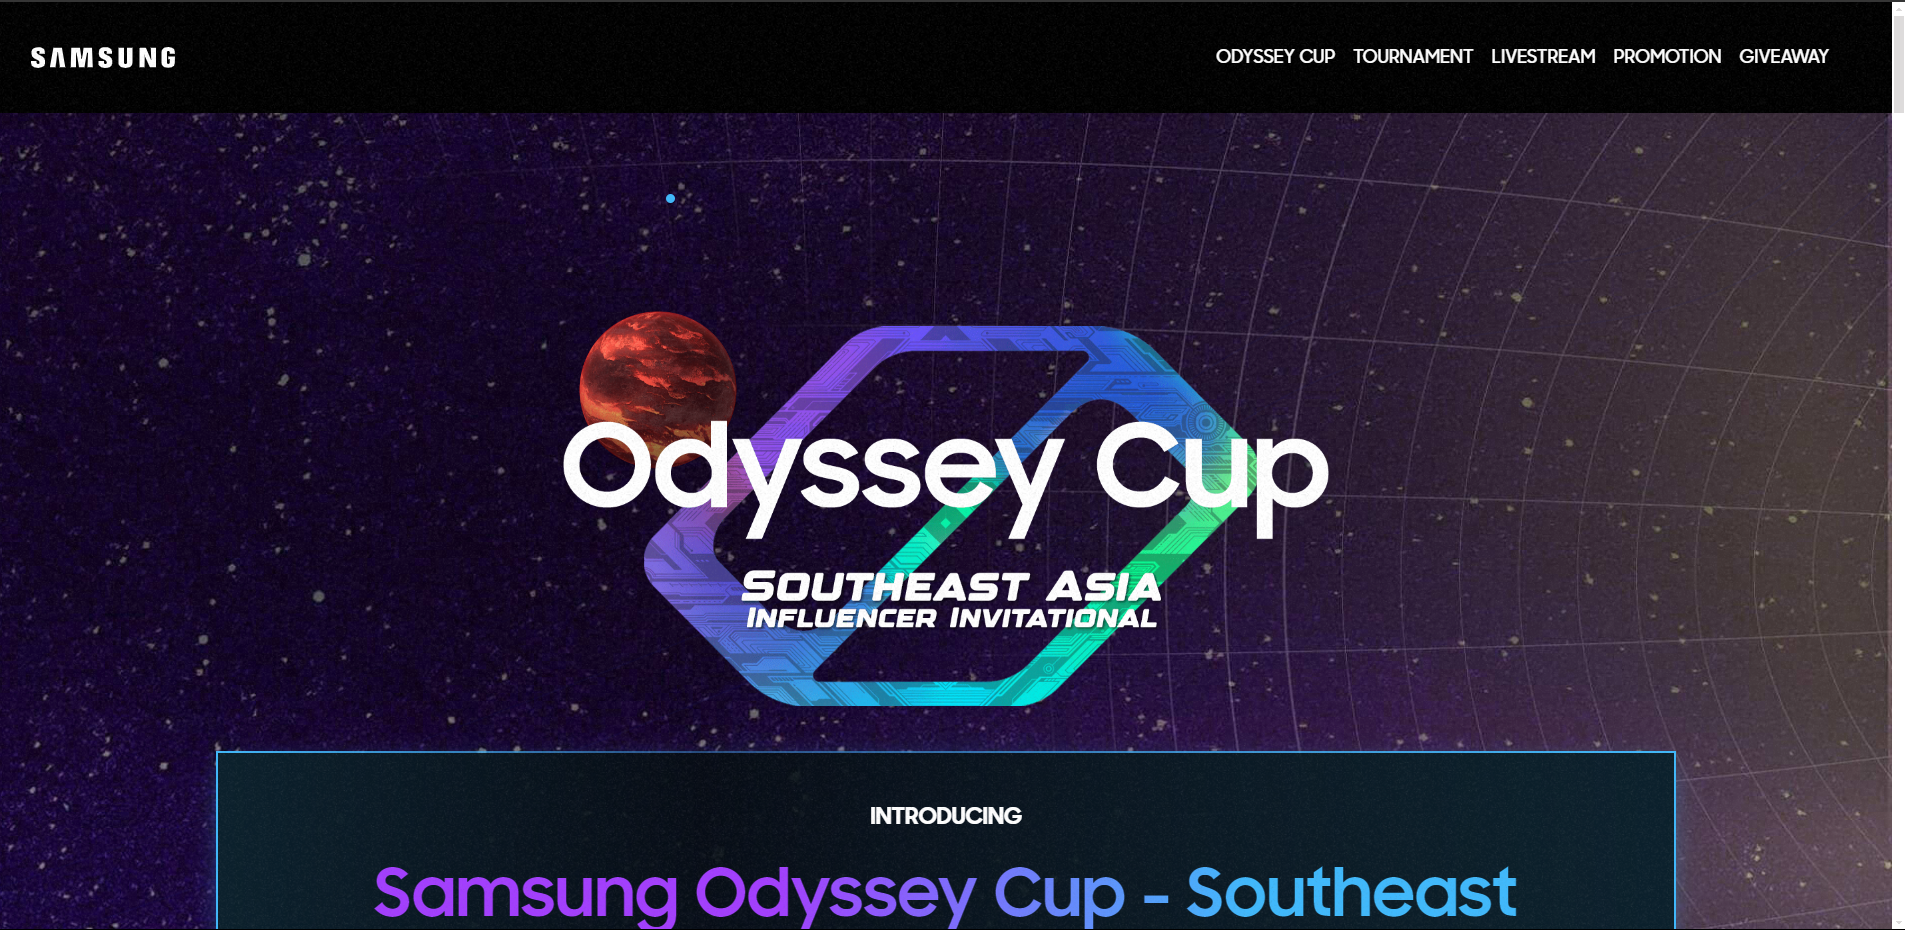 SAMSUNG
ODYSSEY CUP TOURNAMENT LIVESTREAM PROMOTION GIVEAWAY
Odyssey Cup
SOUTHEAST ASIA
INFLUENCER INVITATIONAL
INTRODUCING
Samsung Odyssey Cup - Southeast